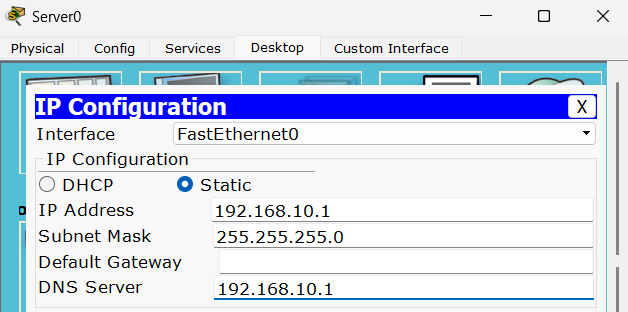 Server0
Physical Config Services Desktop Custom Interface
IP Configuration X
Interface FastEthernet0
IP Configuration
DHCP Static
IP Address 192.168.10.1
Subnet Mask 255.255.255.0
Default Gateway
DNS Server 192.168.10.1